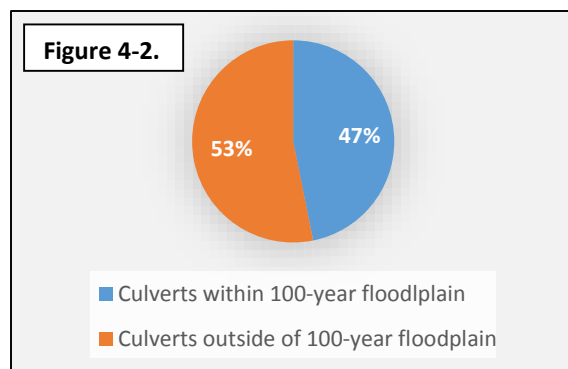 Figure 4-2.
47%
53%
Culverts within 100-year floodlplain
Culverts outside of 100-year floodplain